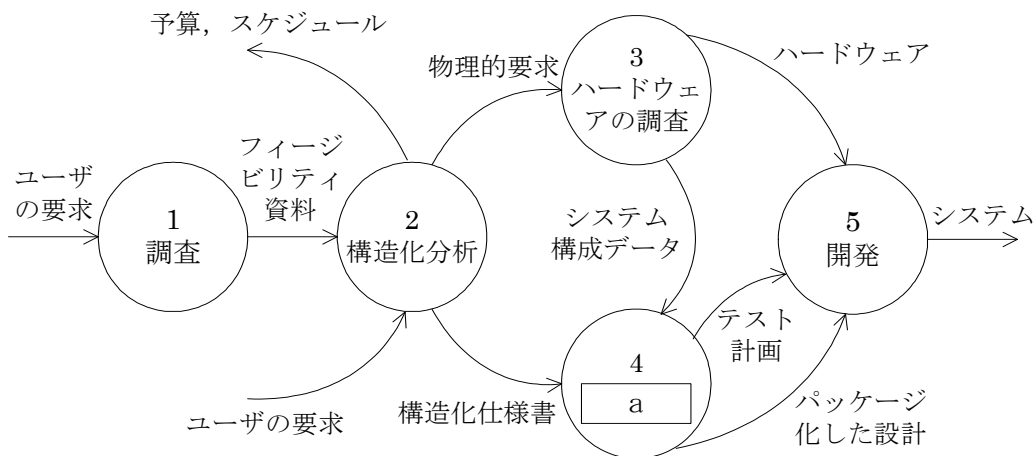 予算，スケジュール
物理的要求
3
ハードウェ
アの調査
ハードウェア
ユーザ
の要求
1
調査
フィージ
ビリティ
資料
2
構造化分析
システム
構成データ
5
開発
システム
ユーザの要求
構造化仕様書
4
a
テスト
計画
パッケージ
化した設計